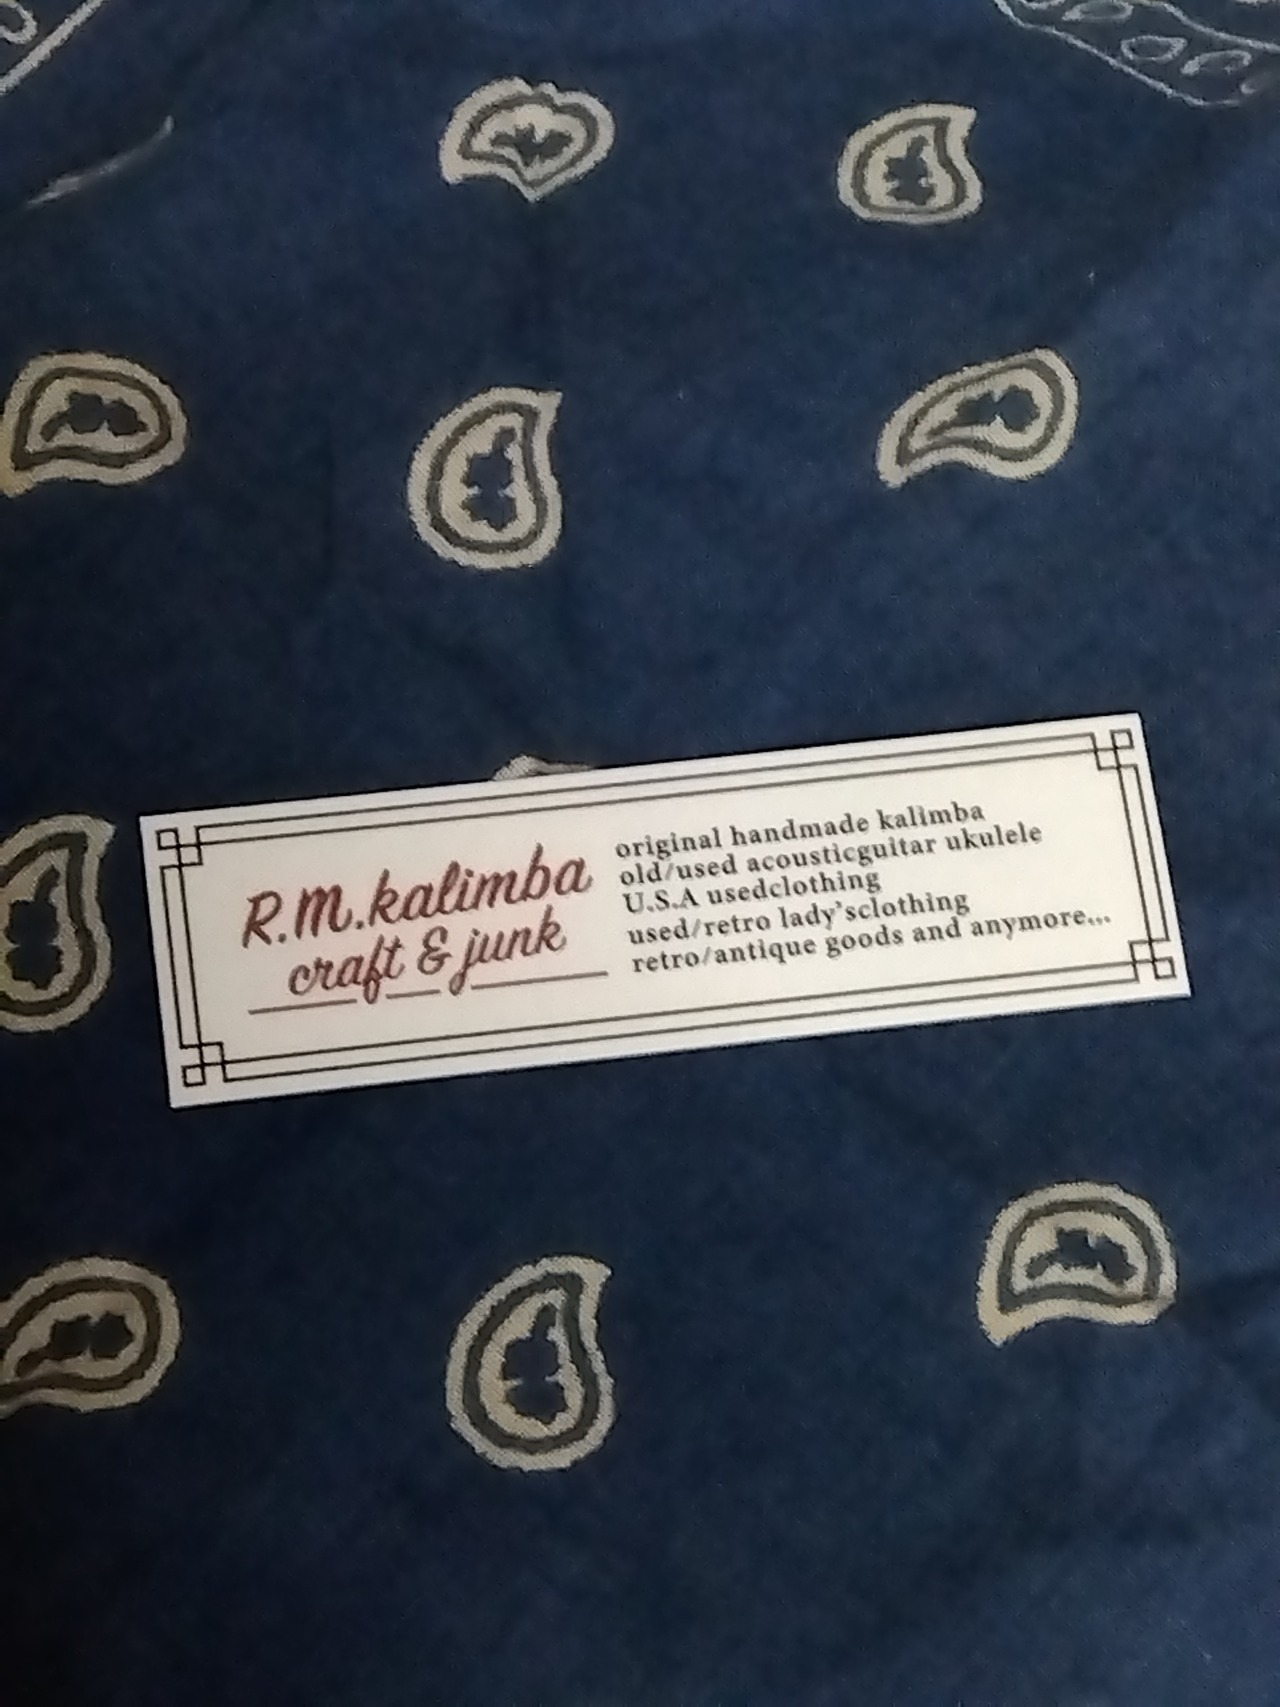 R.M.kalimba
craft & junk
original handmade kalimba
old/used acousticguitar ukulele
U.S.A usedclothing
used/retro lady'sclothing
retro/antique goods and anymore...